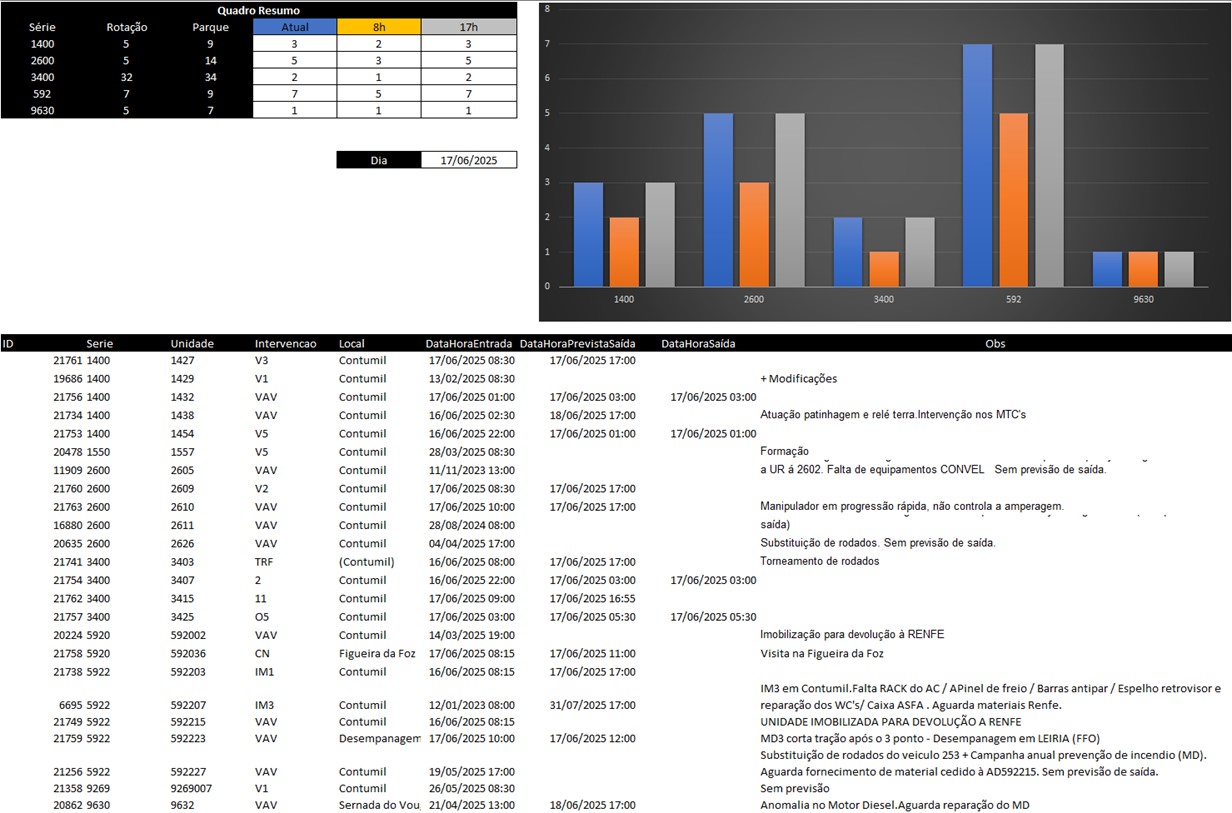 Quadro Resumo
Série Rotação Parque Atual 8h 17h
1400 5 9 3 2 3
2600 5 14 5 3 5
3400 32 34 2 1 2
592 7 9 7 5 7
9630 5 7 1 1 1
Dia 17/06/2025
8
7
6
5
4
3
2
1
0
1400 2600 3400 592 9630
ID Serie Unidade Intervencao Local DataHoraEntrada DataHoraPrevistaSaída DataHoraSaída Obs
21761 1400 1427 V3 Contumil 17/06/2025 08:30 17/06/2025 17:00
19686 1400 1429 V1 Contumil 13/02/2025 08:30 + Modificações
21756 1400 1432 VAV Contumil 17/06/2025 01:00 17/06/2025 03:00 17/06/2025 03:00
21734 1400 1438 VAV Contumil 16/06/2025 02:30 18/06/2025 17:00 Atuação patinhagem e relé terra.Intervenção nos MTC's
21753 1400 1454 V5 Contumil 16/06/2025 22:00 17/06/2025 01:00 17/06/2025 01:00
20478 1550 1557 V5 Contumil 28/03/2025 08:30 Formação
11909 2600 2605 VAV Contumil 11/11/2023 13:00 a UR á 2602. Falta de equipamentos CONVEL Sem previsão de saída.
21760 2600 2609 V2 Contumil 17/06/2025 08:30 17/06/2025 17:00
21763 2600 2610 VAV Contumil 17/06/2025 10:00 17/06/2025 17:00 Manipulador em progressão rápida, não controla a amperagem.
16880 2600 2611 VAV Contumil 28/08/2024 08:00 saída)
20635 2600 2626 VAV Contumil 04/04/2025 17:00 Substituição de rodados. Sem previsão de saída.
21741 3400 3403 TRF (Contumil) 16/06/2025 08:00 17/06/2025 17:00 Torneamento de rodados
21754 3400 3407 2 Contumil 16/06/2025 22:00 17/06/2025 03:00 17/06/2025 03:00
21762 3400 3415 11 Contumil 17/06/2025 09:00 17/06/2025 16:55
21757 3400 3425 O5 Contumil 17/06/2025 03:00 17/06/2025 05:30 17/06/2025 05:30
20224 5920 592002 VAV Contumil 14/03/2025 19:00 Imobilização para devolução à RENFE
21758 5920 592036 CN Figueira da Foz 17/06/2025 08:15 17/06/2025 11:00 Visita na Figueira da Foz
21738 5922 592203 IM1 Contumil 16/06/2025 08:15 17/06/2025 17:00
IM3 em Contumil.Falta RACK do AC / APinel de freio / Barras antipar / Espelho retrovisor e
6695 5922 592207 IM3 Contumil 12/01/2023 08:00 31/07/2025 17:00 reparação dos WC's/ Caixa ASFA . Aguarda materiais Renfe.
21749 5922 592215 VAV Contumil 16/06/2025 08:15 UNIDADE IMOBILIZADA PARA DEVOLUÇÃO A RENFE
21759 5922 592223 VAV Desempanagem 17/06/2025 10:00 17/06/2025 12:00 MD3 corta tração após o 3 ponto - Desempanagem em LEIRIA (FFO)
Substituição de rodados do veiculo 253 + Campanha anual prevenção de incendio (MD).
21256 5922 592227 VAV Contumil 19/05/2025 17:00 Aguarda fornecimento de material cedido à AD592215. Sem previsão de saída.
21358 9269 9269007 V1 Contumil 26/05/2025 08:30 Sem previsão
20862 9630 9632 VAV Sernada do Vou 21/04/2025 13:00 18/06/2025 17:00 Anomalia no Motor Diesel.Aguarda reparação do MD